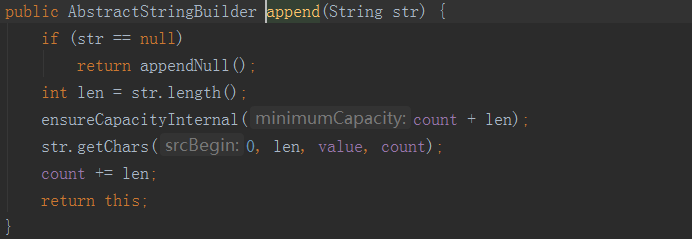 public AbstractStringBuilder append(String str) {
    if (str == null)
        return appendNull();
    int len = str.length();
    ensureCapacityInternal( minimumCapacity: count + len);
    str.getChars( srcBegin: 0, len, value, count);
    count += len;
    return this;
}